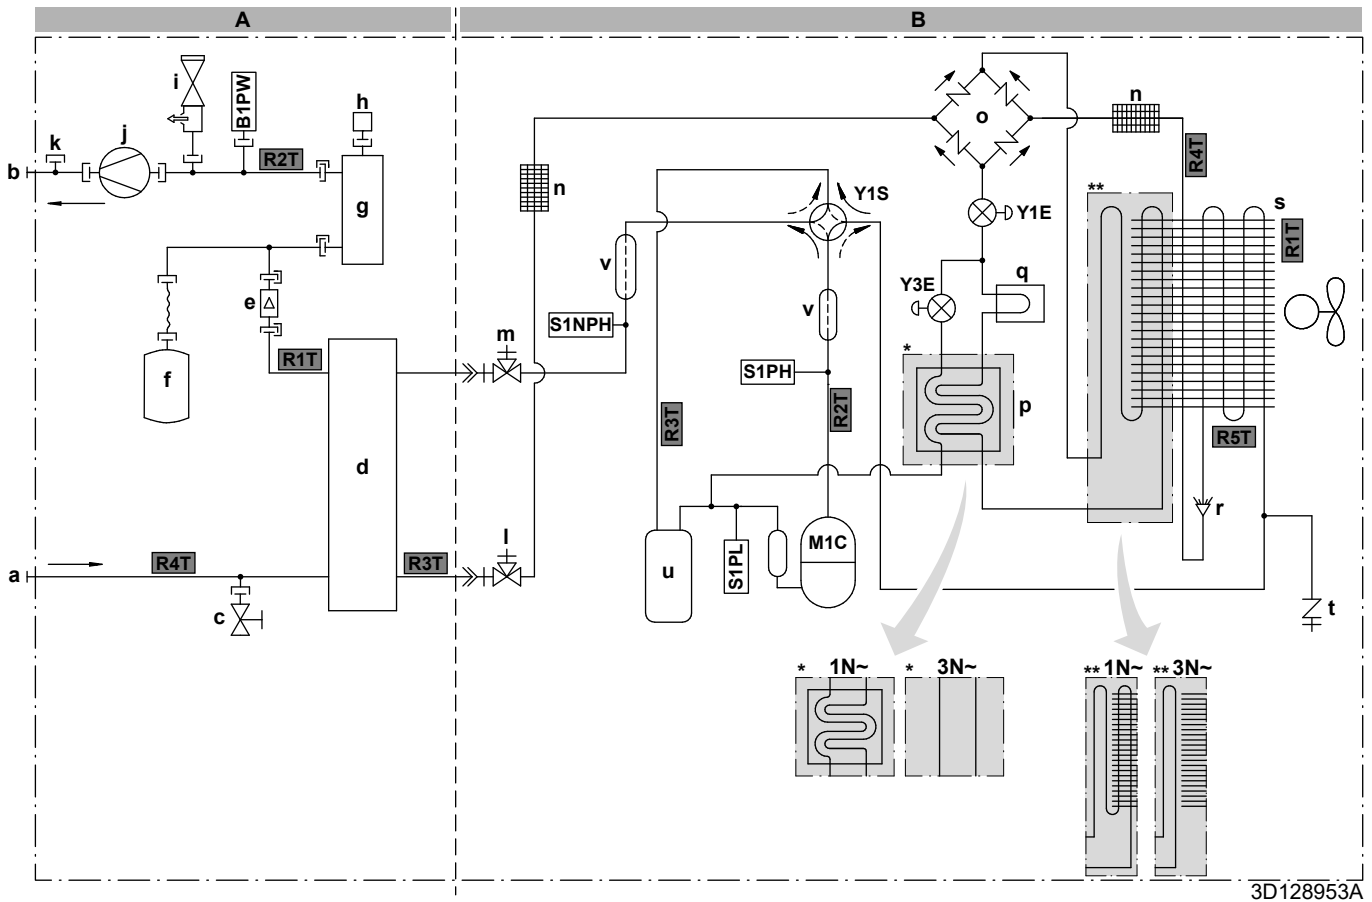 A B
i
B1PW
h
k
j
R2T
b
g
n
o
n
R4T
**
Y1S
s
R1T
Y1E
v
q
e
Y3E
v
S1NPH
m
*
R1T
S1PH
f
R3T
R2T
p
R5T
d
r
l
M1C
a
R4T
R3T
u
S1PL
c
t
* 1N~ * 3N~
** 1N~ ** 3N~
3D128953A